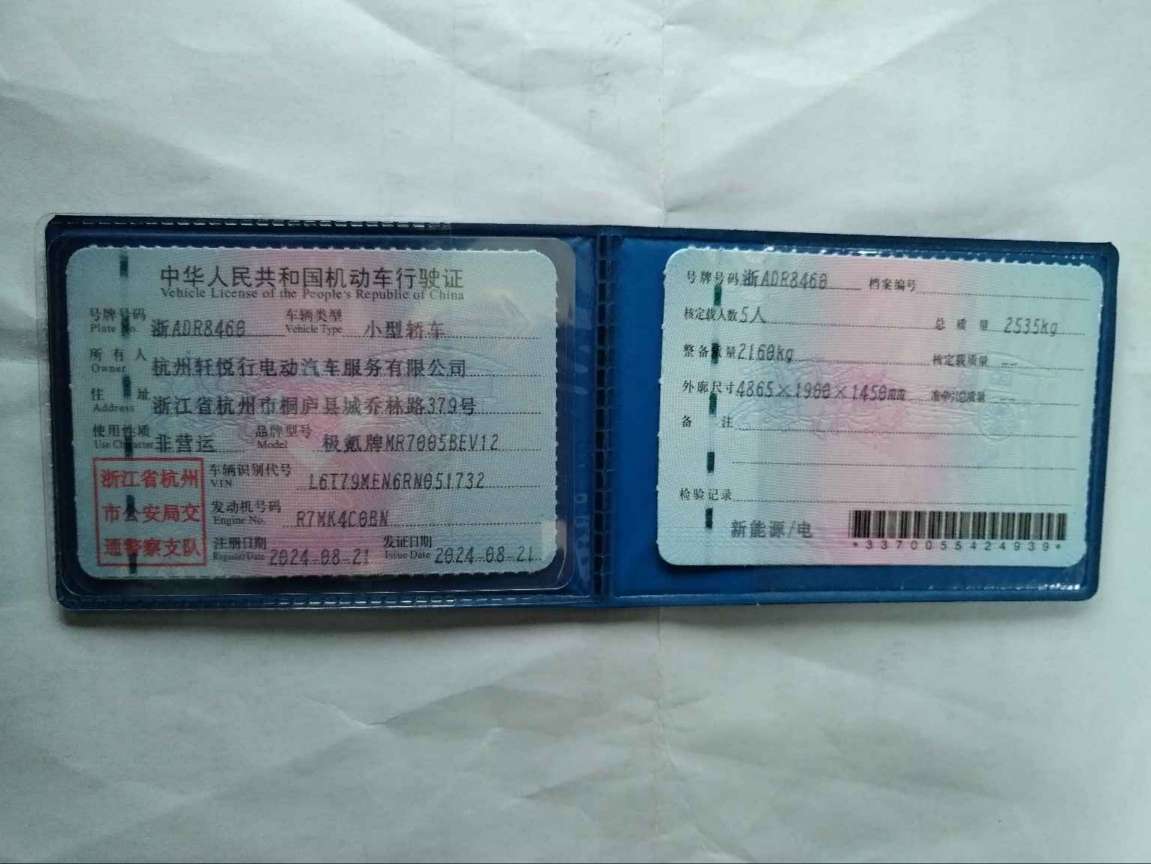 中华人民共和国机动车行驶证
Vehicle License of the People's Republic of China
号牌号码 浙ADR8460 车辆类型 小型轿车
Plate No. Vehicle Type
所有人 杭州轩悦行电动汽车服务有限公司
Owner
住址 浙江省杭州市桐庐县城乔林路379号
Address
使用性质 非营运 品牌型号 极氪牌MR7005BEV12
Use Character Model
浙江省杭州
市公安局交
通警察支队
车辆识别代号 L6T79MEN6RN051732
VIN
发动机号码 R7MK4C0BN
Engine No.
注册日期 2024-08-21 发证日期 2024-08-21
Register Date Issue Date
号牌号码 浙ADR8460 档案编号
核定载人数 5人 总质量 2535kg
整备质量 2160kg 核定载质量 --
外廓尺寸 4865×1900×1450mm 准牵引总质量 --
备注
检验记录
新能源/电
*3370055424939*